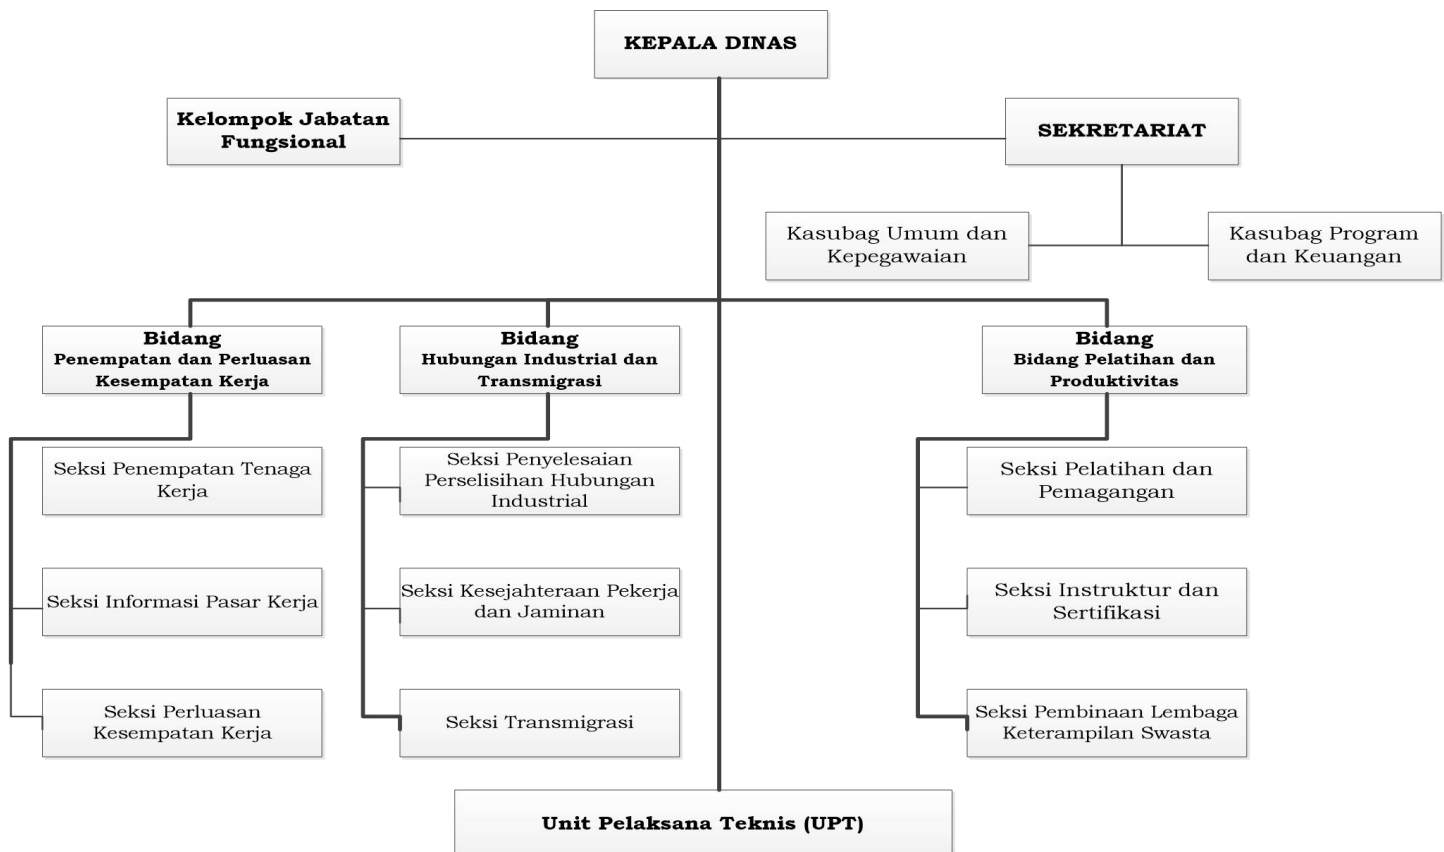 KEPALA DINAS
Kelompok Jabatan
Fungsional
SEKRETARIAT
Kasubag Umum dan
Kepegawaian
Kasubag Program
dan Keuangan
Bidang
Penempatan dan Perluasan
Kesempatan Kerja
Bidang
Hubungan Industrial dan
Transmigrasi
Bidang
Bidang Pelatihan dan
Produktivitas
Seksi Penempatan Tenaga
Kerja
Seksi Penyelesaian
Perselisihan Hubungan
Industrial
Seksi Pelatihan dan
Pemagangan
Seksi Informasi Pasar Kerja
Seksi Kesejahteraan Pekerja
dan Jaminan
Seksi Instruktur dan
Sertifikasi
Seksi Perluasan
Kesempatan Kerja
Seksi Transmigrasi
Seksi Pembinaan Lembaga
Keterampilan Swasta
Unit Pelaksana Teknis (UPT)